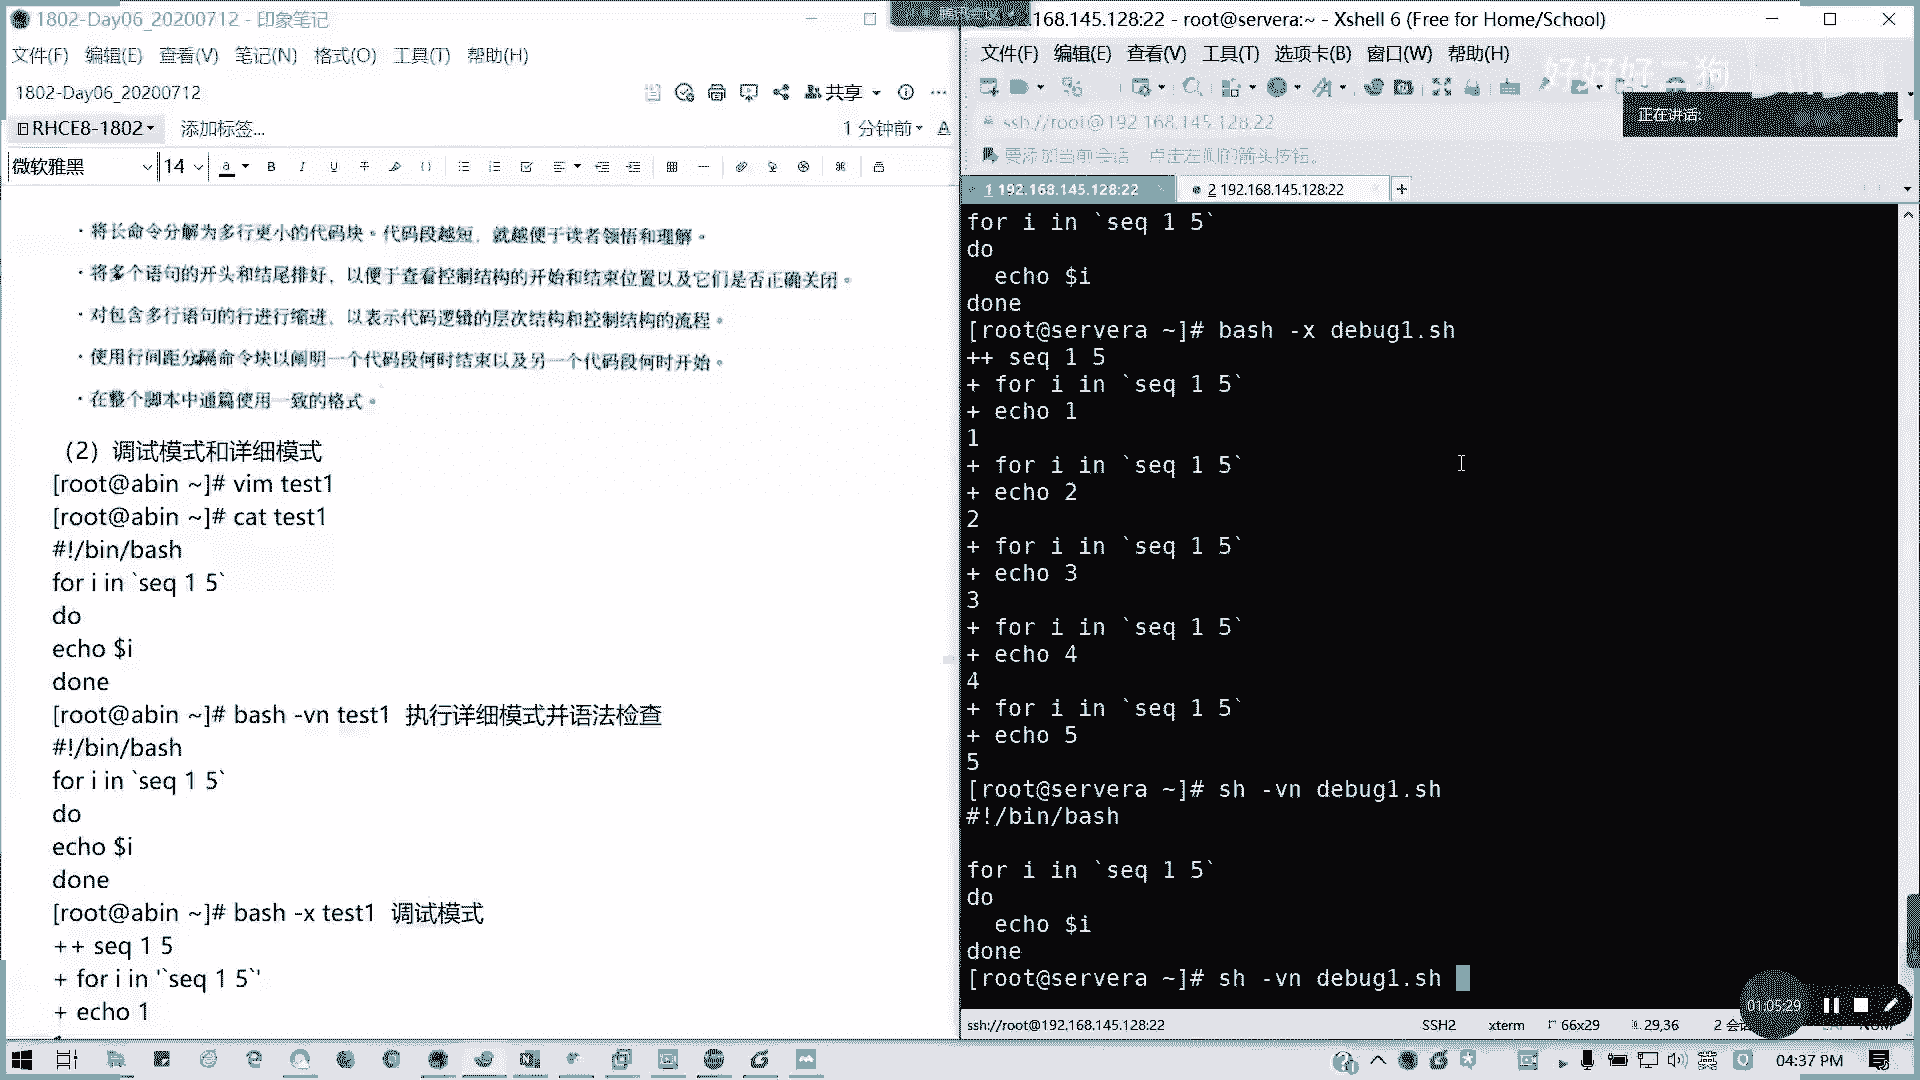 1802-Day06_20200712 - 印象笔记
文件(F) 编辑(E) 查看(V) 笔记(N) 格式(O) 工具(T) 帮助(H)
1802-Day06_20200712
共享
RHCE8-1802 添加标签...
1 分钟前
微软雅黑 14
· 将长命令分解为多行更小的代码块。代码段越短，就越便于读者领悟和理解。
· 将多个语句的开头和结尾排好，以便于查看控制结构的开始和结束位置以及它们是否正确关闭。
· 对包含多行语句的行进行缩进，以表示代码逻辑的层次结构和控制结构的流程。
· 使用行间距分隔命令块以阐明一个代码段何时结束以及另一个代码段何时开始。
· 在整个脚本中通篇使用一致的格式。
（2）调试模式和详细模式
[root@abin ~]# vim test1
[root@abin ~]# cat test1
#!/bin/bash
for i in `seq 1 5`
do
echo $i
done
[root@abin ~]# bash -vn test1 执行详细模式并语法检查
#!/bin/bash
for i in `seq 1 5`
do
echo $i
done
[root@abin ~]# bash -x test1 调试模式
++ seq 1 5
+ for i in '`seq 1 5`'
+ echo 1
168.145.128:22 - root@servera:~ - Xshell 6 (Free for Home/School)
文件(F) 编辑(E) 查看(V) 工具(T) 选项卡(B) 窗口(W) 帮助(H)
好好好二狗
正在讲话:
ssh://root@192.168.145.128:22
要添加当前会话，点击左侧的箭头按钮。
1 192.168.145.128:22
2 192.168.145.128:22
for i in `seq 1 5`
do
  echo $i
done
[root@servera ~]# bash -x debug1.sh
++ seq 1 5
+ for i in `seq 1 5`
+ echo 1
1
+ for i in `seq 1 5`
+ echo 2
2
+ for i in `seq 1 5`
+ echo 3
3
+ for i in `seq 1 5`
+ echo 4
4
+ for i in `seq 1 5`
+ echo 5
5
[root@servera ~]# sh -vn debug1.sh
#!/bin/bash
for i in `seq 1 5`
do
  echo $i
done
[root@servera ~]# sh -vn debug1.sh
01:05:29
ssh://root@192.168.145.128:22 SSH2 xterm 66x29 29,36 2 会 NUM
04:37 PM